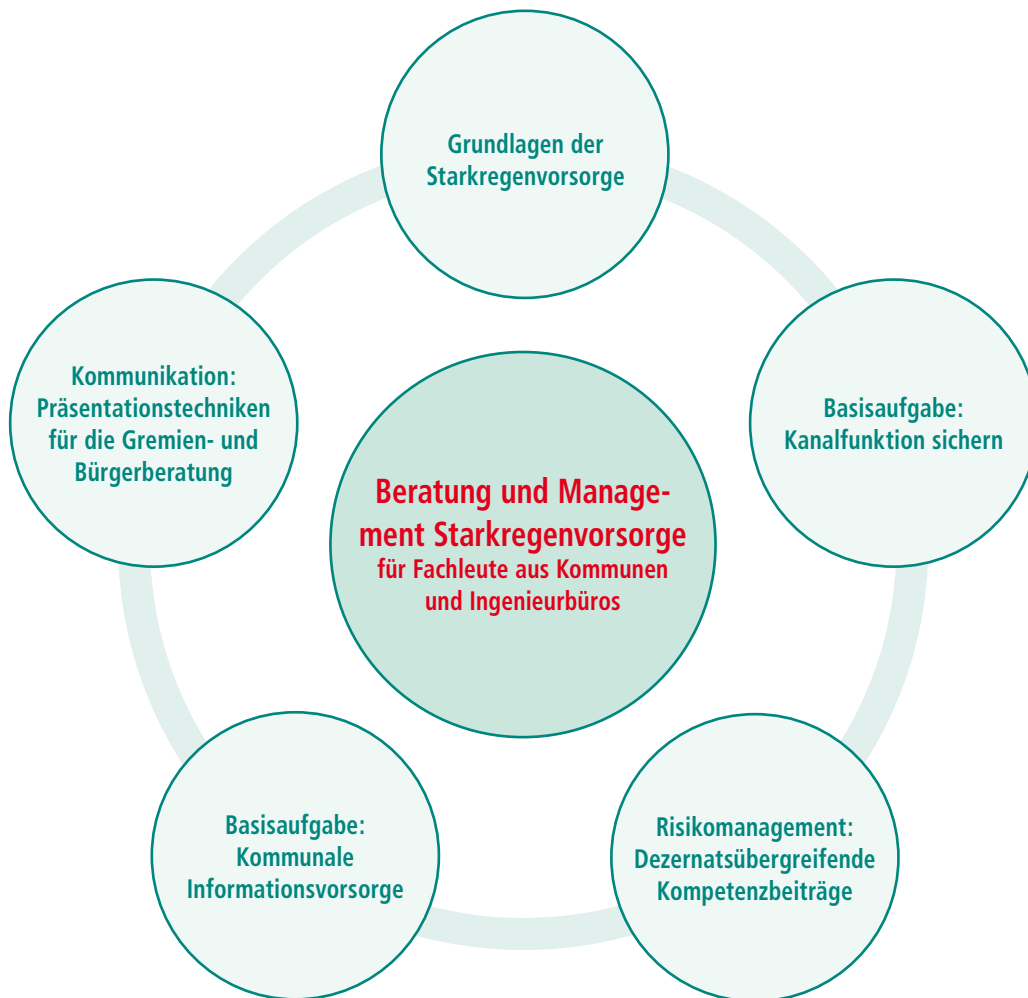 Grundlagen der
Starkregenvorsorge
Kommunikation:
Präsentationstechniken
für die Gremien- und
Bürgerberatung
Basisaufgabe:
Kanalfunktion sichern
Beratung und Manage-
ment Starkregenvorsorge
für Fachleute aus Kommunen
und Ingenieurbüros
Basisaufgabe:
Kommunale
Informationsvorsorge
Risikomanagement:
Dezernatsübergreifende
Kompetenzbeiträge